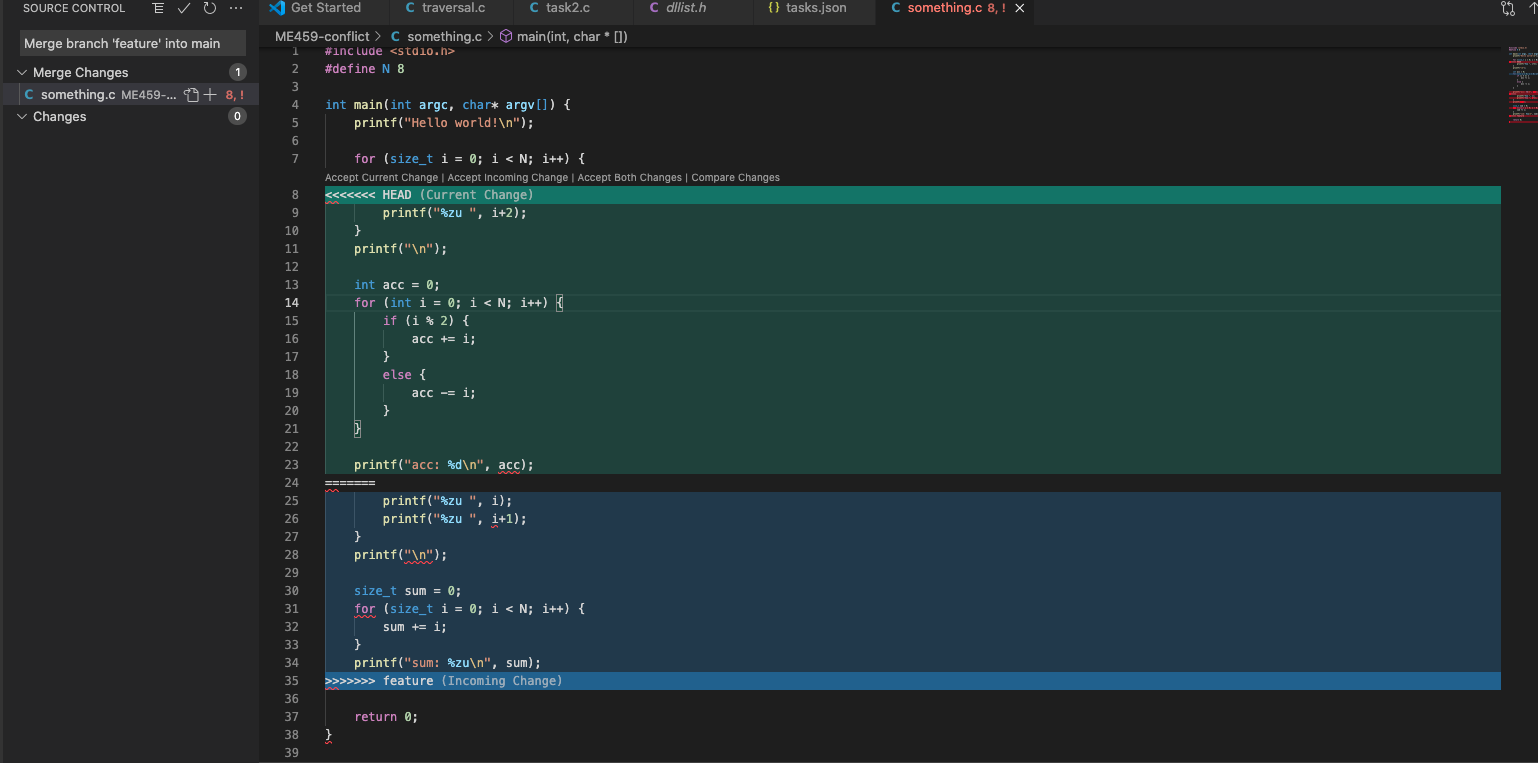 SOURCE CONTROL
Merge branch 'feature' into main
Merge Changes 1
C something.c ME459-... 8, !
Changes 0
Get Started C traversal.c C task2.c C dllist.h {} tasks.json C something.c 8, !
ME459-conflict > C something.c > main(int, char * [])
1 #include <stdio.h>
2 #define N 8
3
4 int main(int argc, char* argv[]) {
5     printf("Hello world!\n");
6
7     for (size_t i = 0; i < N; i++) {
Accept Current Change | Accept Incoming Change | Accept Both Changes | Compare Changes
8 <<<<<<< HEAD (Current Change)
9         printf("%zu ", i+2);
10     }
11     printf("\n");
12
13     int acc = 0;
14     for (int i = 0; i < N; i++) {
15         if (i % 2) {
16             acc += i;
17         }
18         else {
19             acc -= i;
20         }
21     }
22
23     printf("acc: %d\n", acc);
24 =======
25         printf("%zu ", i);
26         printf("%zu ", i+1);
27     }
28     printf("\n");
29
30     size_t sum = 0;
31     for (size_t i = 0; i < N; i++) {
32         sum += i;
33     }
34     printf("sum: %zu\n", sum);
35 >>>>>>> feature (Incoming Change)
36
37     return 0;
38 }
39